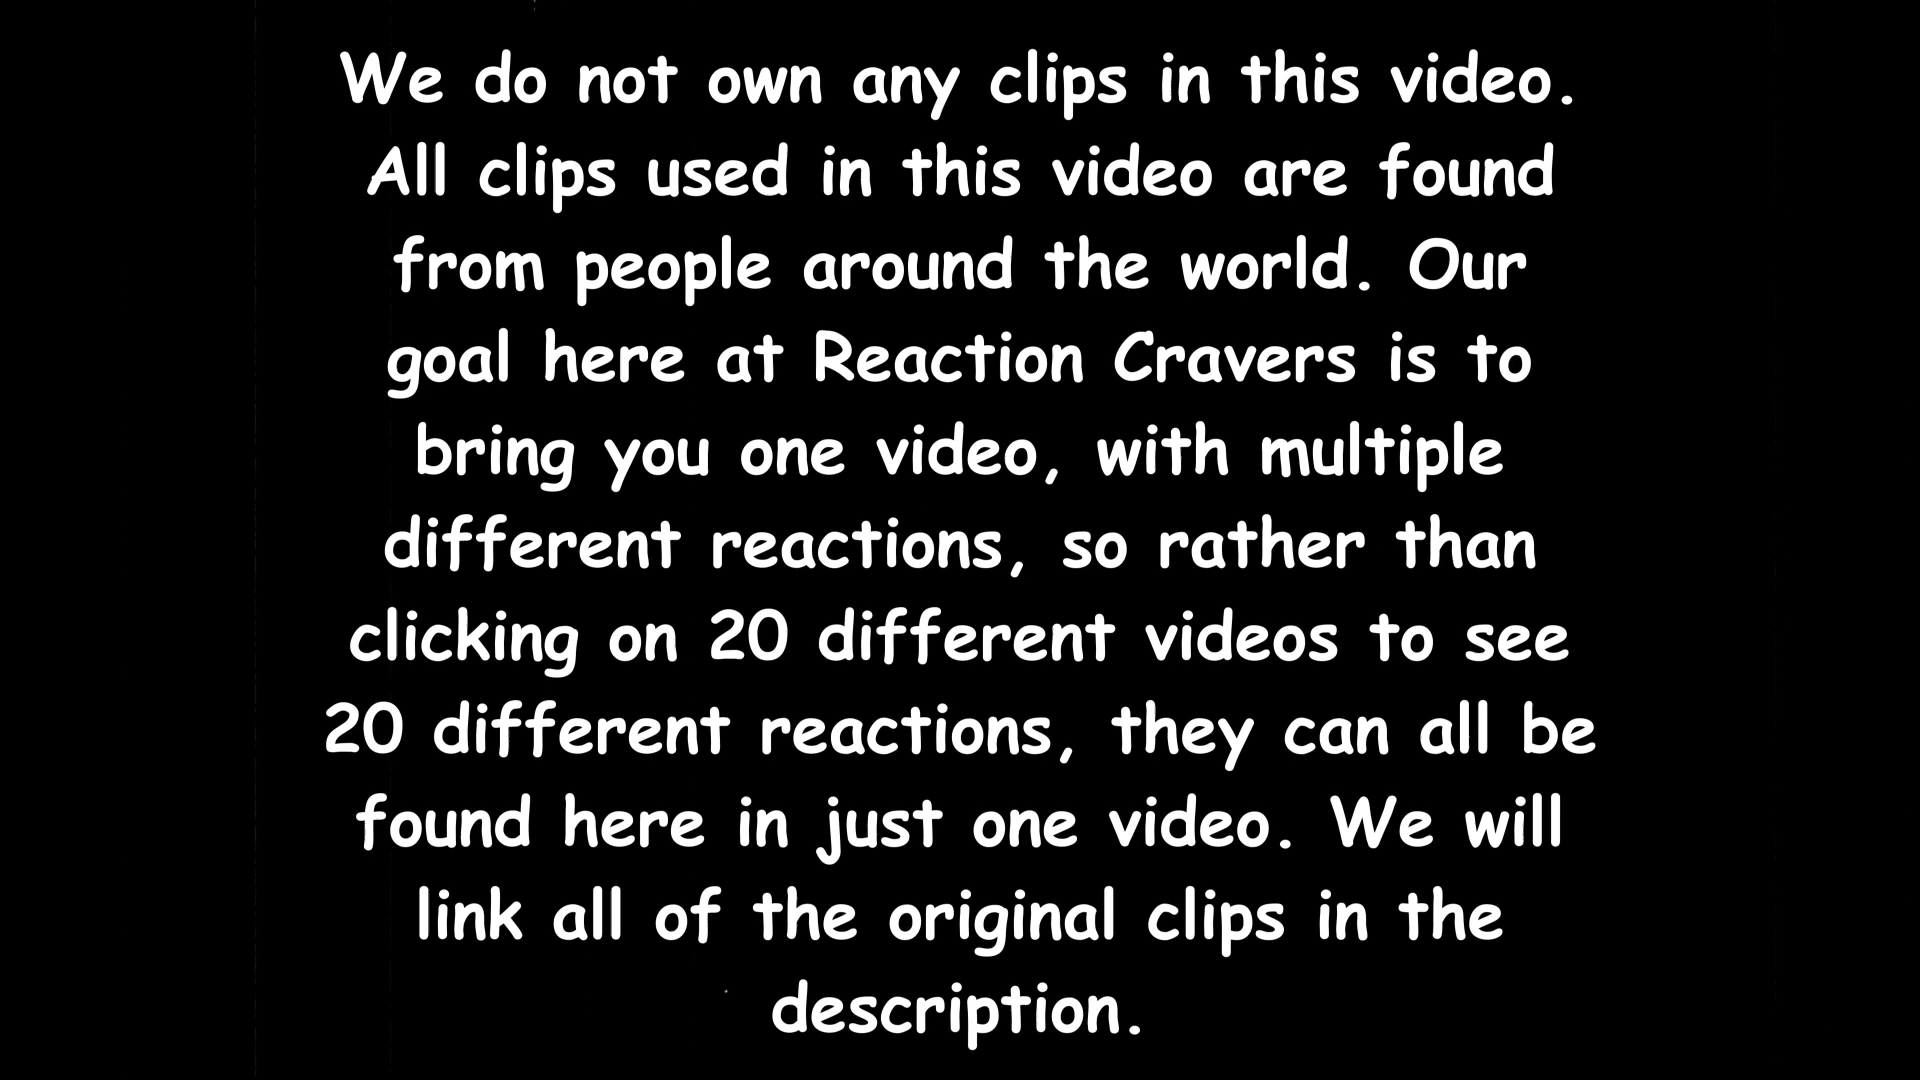 We do not own any clips in this video.
All clips used in this video are found
from people around the world. Our
goal here at Reaction Cravers is to
bring you one video, with multiple
different reactions, so rather than
clicking on 20 different videos to see
20 different reactions, they can all be
found here in just one video. We will
link all of the original clips in the
description.